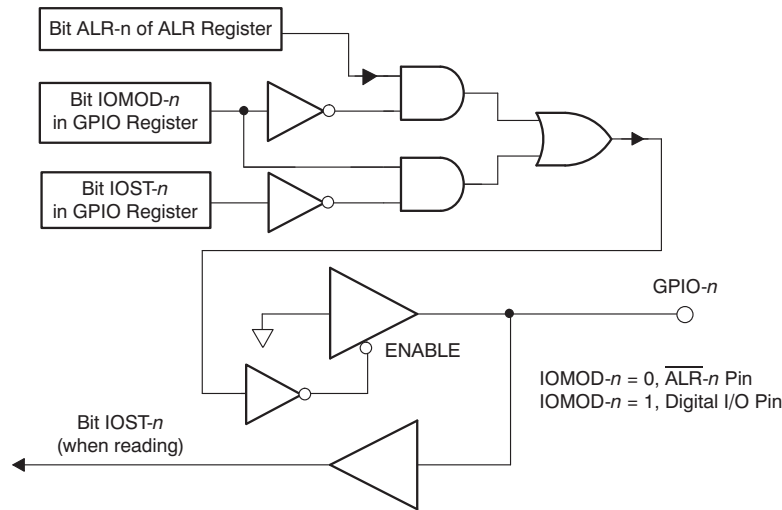 Bit ALR-n of ALR Register
Bit IOMOD-n
in GPIO Register
Bit IOST-n
in GPIO Register
GPIO-n
ENABLE
IOMOD-n = 0, A̅L̅R̅-n Pin
IOMOD-n = 1, Digital I/O Pin
Bit IOST-n
(when reading)